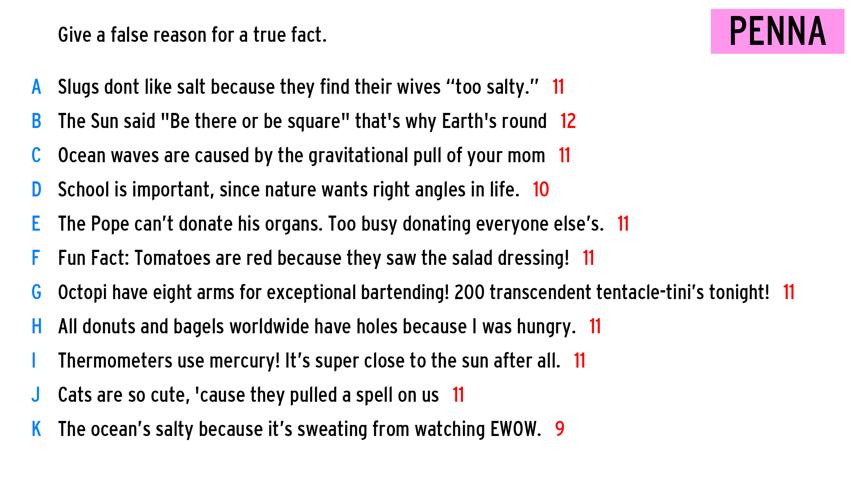 Give a false reason for a true fact.
PENNA
A Slugs dont like salt because they find their wives “too salty.” 11
B The Sun said "Be there or be square" that's why Earth's round 12
C Ocean waves are caused by the gravitational pull of your mom 11
D School is important, since nature wants right angles in life. 10
E The Pope can’t donate his organs. Too busy donating everyone else’s. 11
F Fun Fact: Tomatoes are red because they saw the salad dressing! 11
G Octopi have eight arms for exceptional bartending! 200 transcendent tentacle-tini’s tonight! 11
H All donuts and bagels worldwide have holes because I was hungry. 11
I Thermometers use mercury! It’s super close to the sun after all. 11
J Cats are so cute, 'cause they pulled a spell on us 11
K The ocean’s salty because it’s sweating from watching EWOW. 9